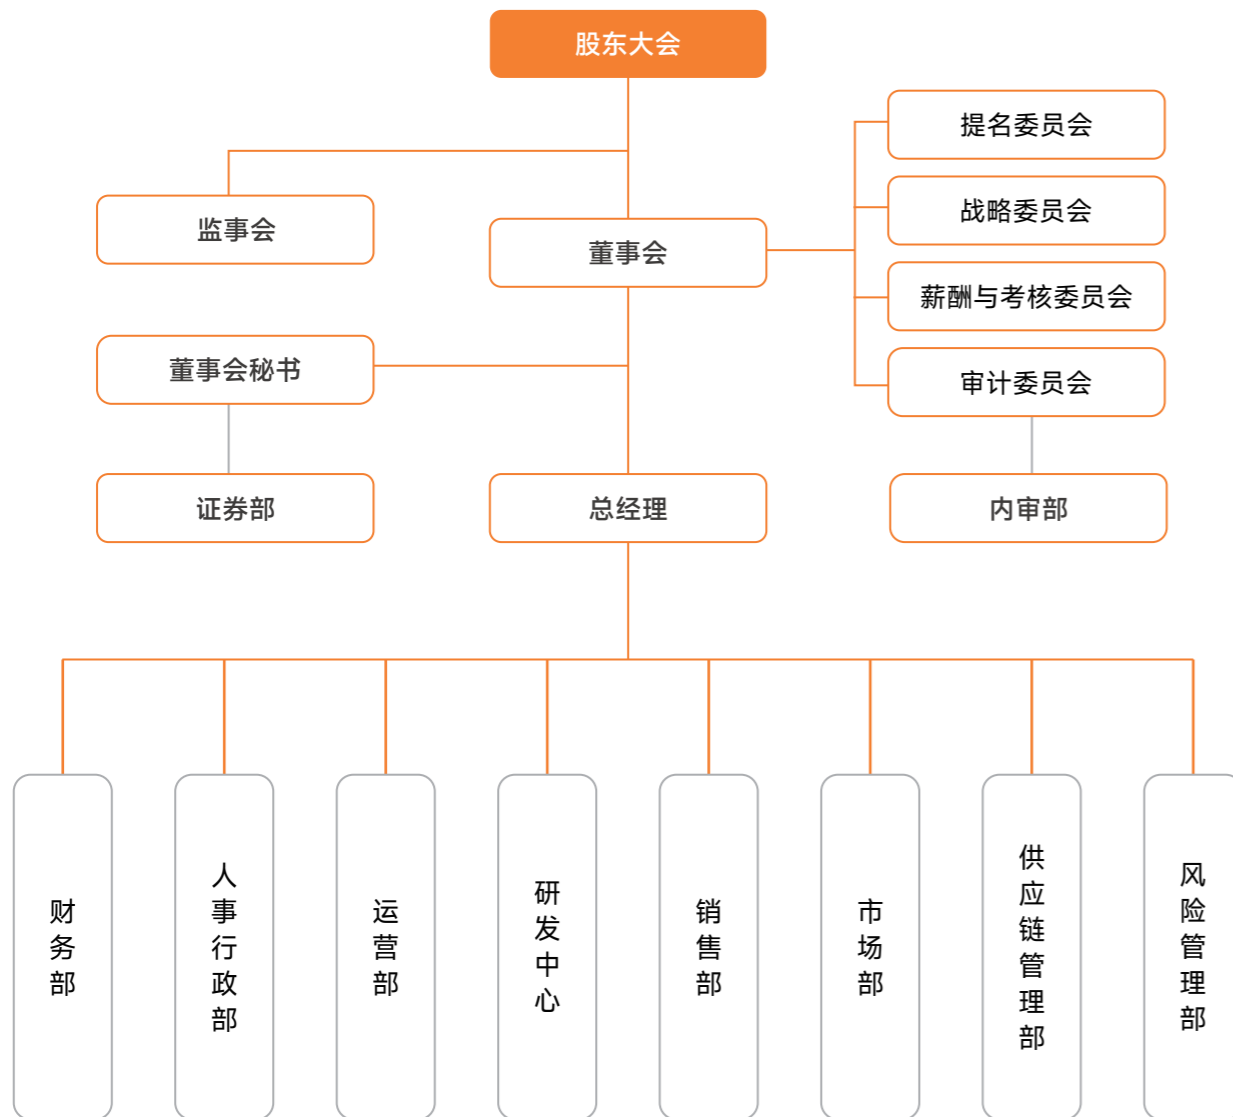 股东大会
提名委员会
监事会
战略委员会
董事会
薪酬与考核委员会
董事会秘书
审计委员会
证券部
总经理
内审部
财务部
人事行政部
运营部
研发中心
销售部
市场部
供应链管理部
风险管理部